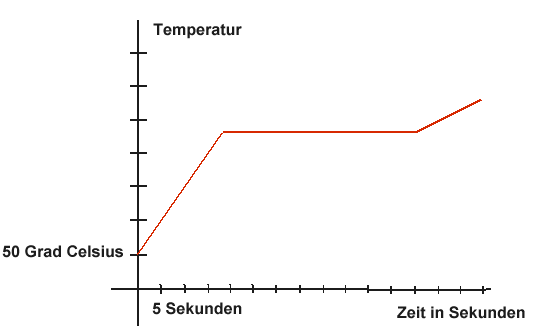 Temperatur
50 Grad Celsius
5 Sekunden
Zeit in Sekunden